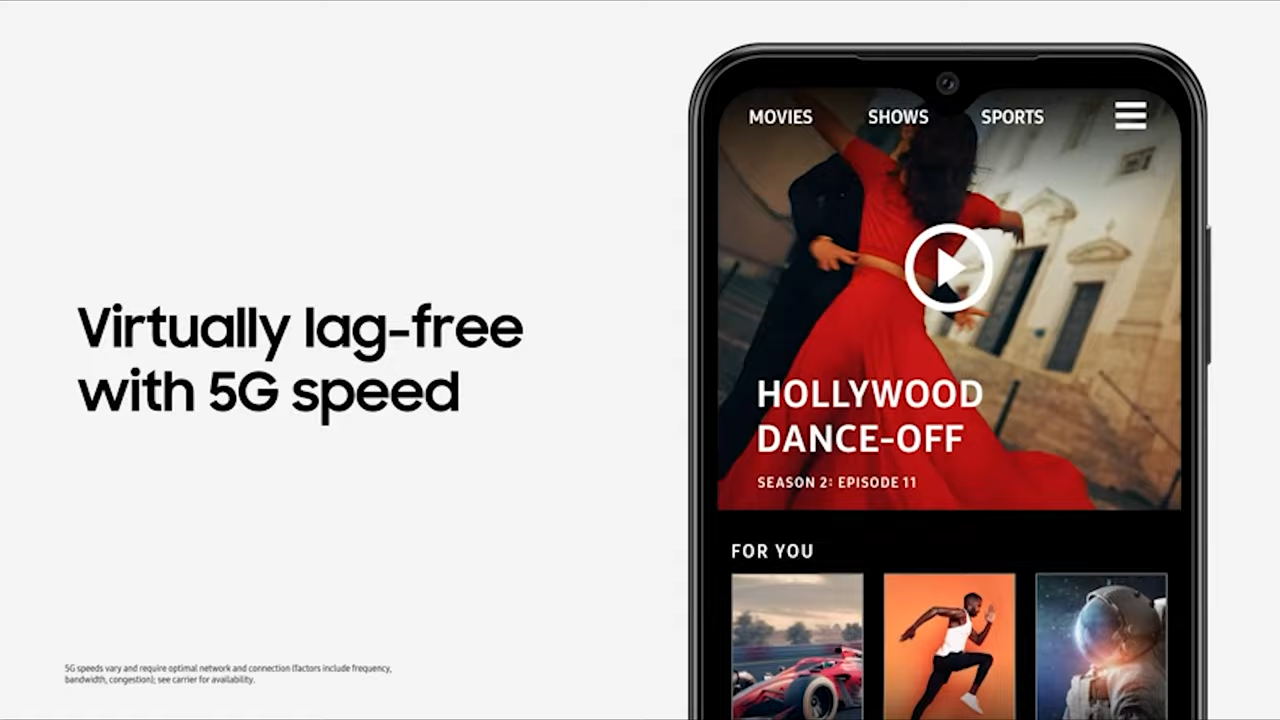 Virtually lag-free
with 5G speed
5G speeds vary and require optimal network and connection (factors include frequency,
bandwidth, congestion); see carrier for availability.
MOVIES SHOWS SPORTS
HOLLYWOOD
DANCE-OFF
SEASON 2: EPISODE 11
FOR YOU